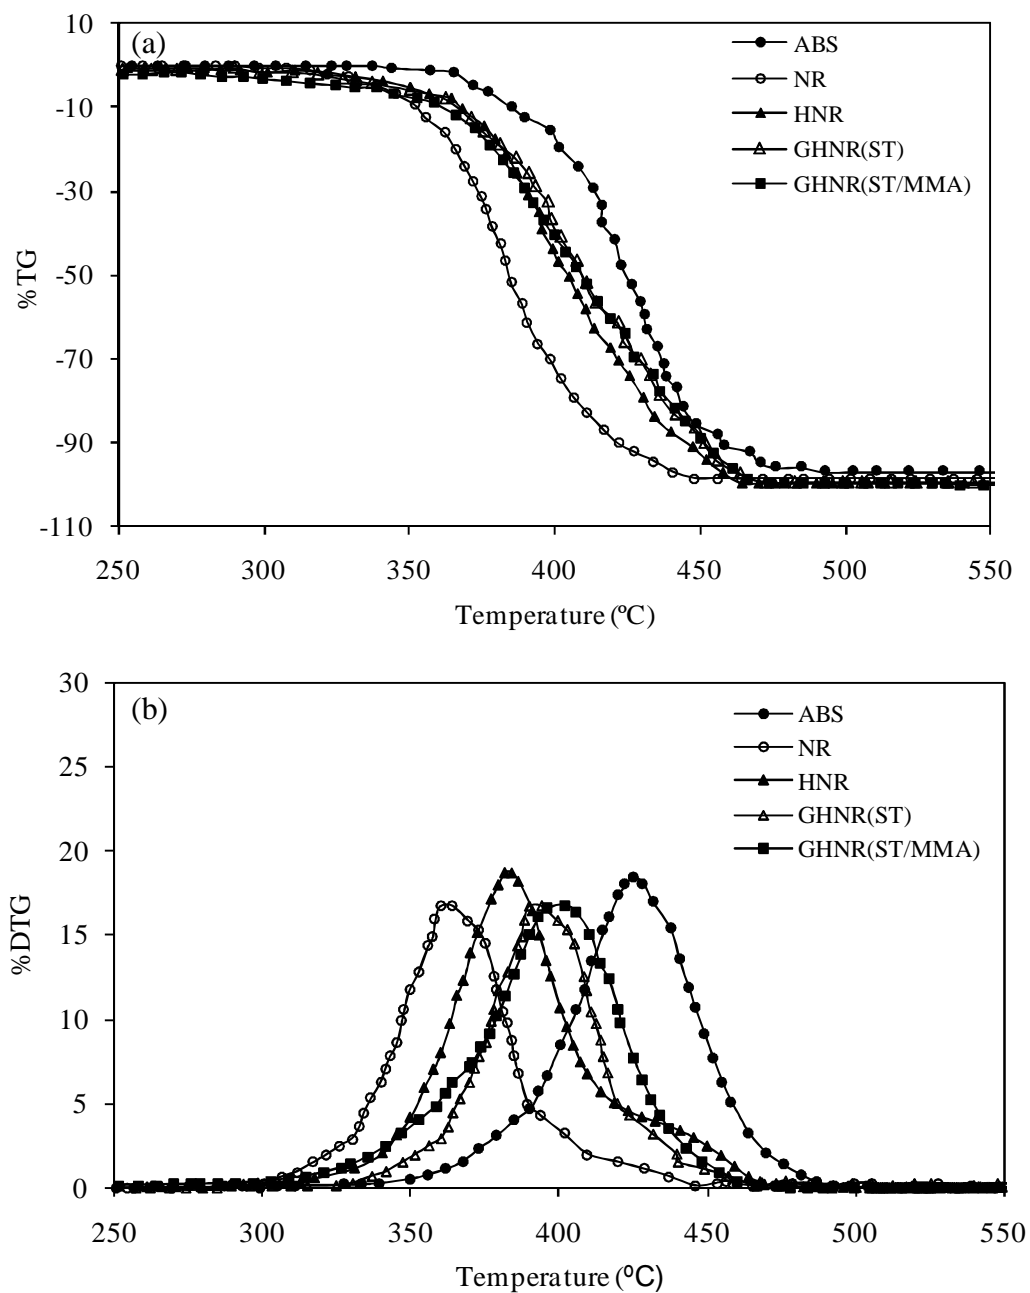 (a)
10
-10
-30
-50
-70
-90
-110
%TG
ABS
NR
HNR
GHNR(ST)
GHNR(ST/MMA)
250 300 350 400 450 500 550
Temperature (ºC)
(b)
30
25
20
15
10
5
0
%DTG
ABS
NR
HNR
GHNR(ST)
GHNR(ST/MMA)
250 300 350 400 450 500 550
Temperature (ºC)